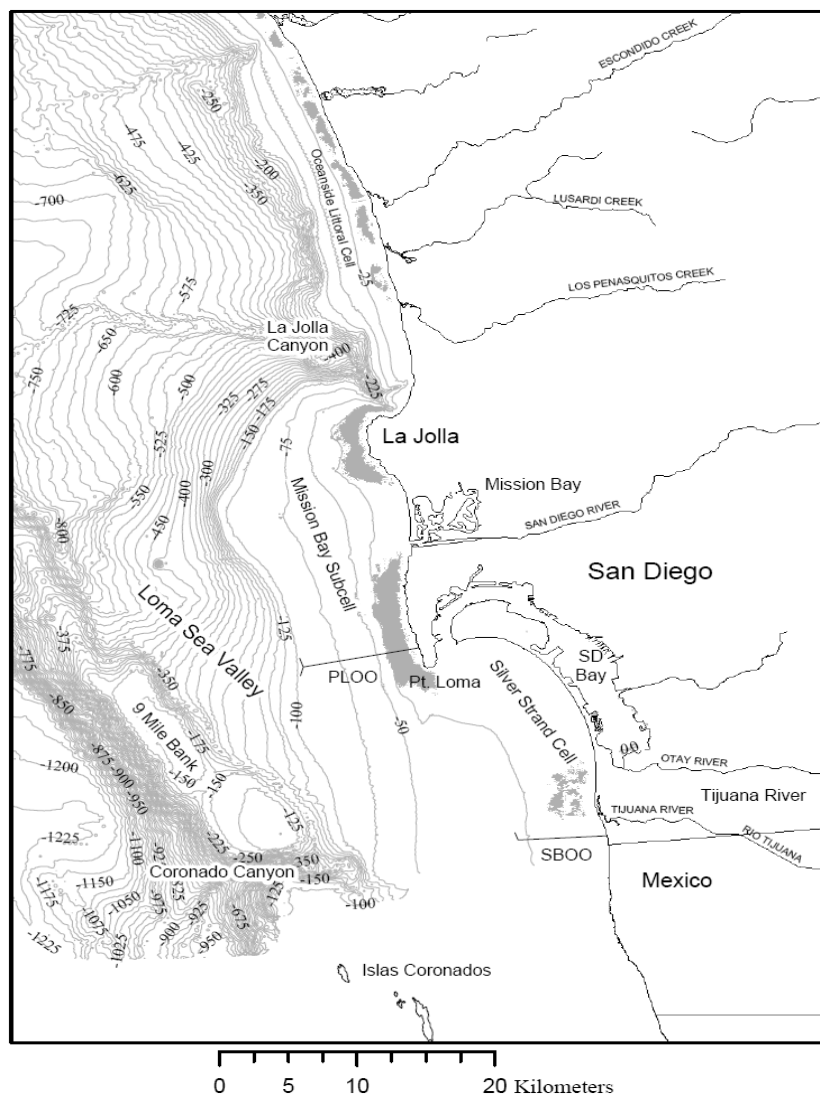 ESCONDIDO CREEK
-250
-475
-425
-200
-625
-350
-700
Oceanside Littoral Cell
LUSARDI CREEK
-25
LOS PENASQUITOS CREEK
-575
-725
-650
La Jolla
Canyon
-400
-750
-600
-500
-225
-325
-275
-175
-150
-75
La Jolla
-525
-300
Mission Bay
-550
-400
Mission Bay Subcell
SAN DIEGO RIVER
-800
-450
San Diego
Loma Sea Valley
-125
-375
-775
PLOO
Pt. Loma
SD
Bay
-350
Silver Strand Cell
-850
9 Mile Bank
-175
-100
-50
-1200
-875
-900
-150
-150
-950
OTAY RIVER
Tijuana River
-125
TIJUANA RIVER
-1225
-1100
-225
RIO TIJUANA
-250
350
SBOO
Coronado Canyon
-150
Mexico
-1150
-125
-100
-1175
-1050
-975
-925
-675
-1075
-900
-1225
-1025
-950
Islas Coronados
0 5 10 20 Kilometers